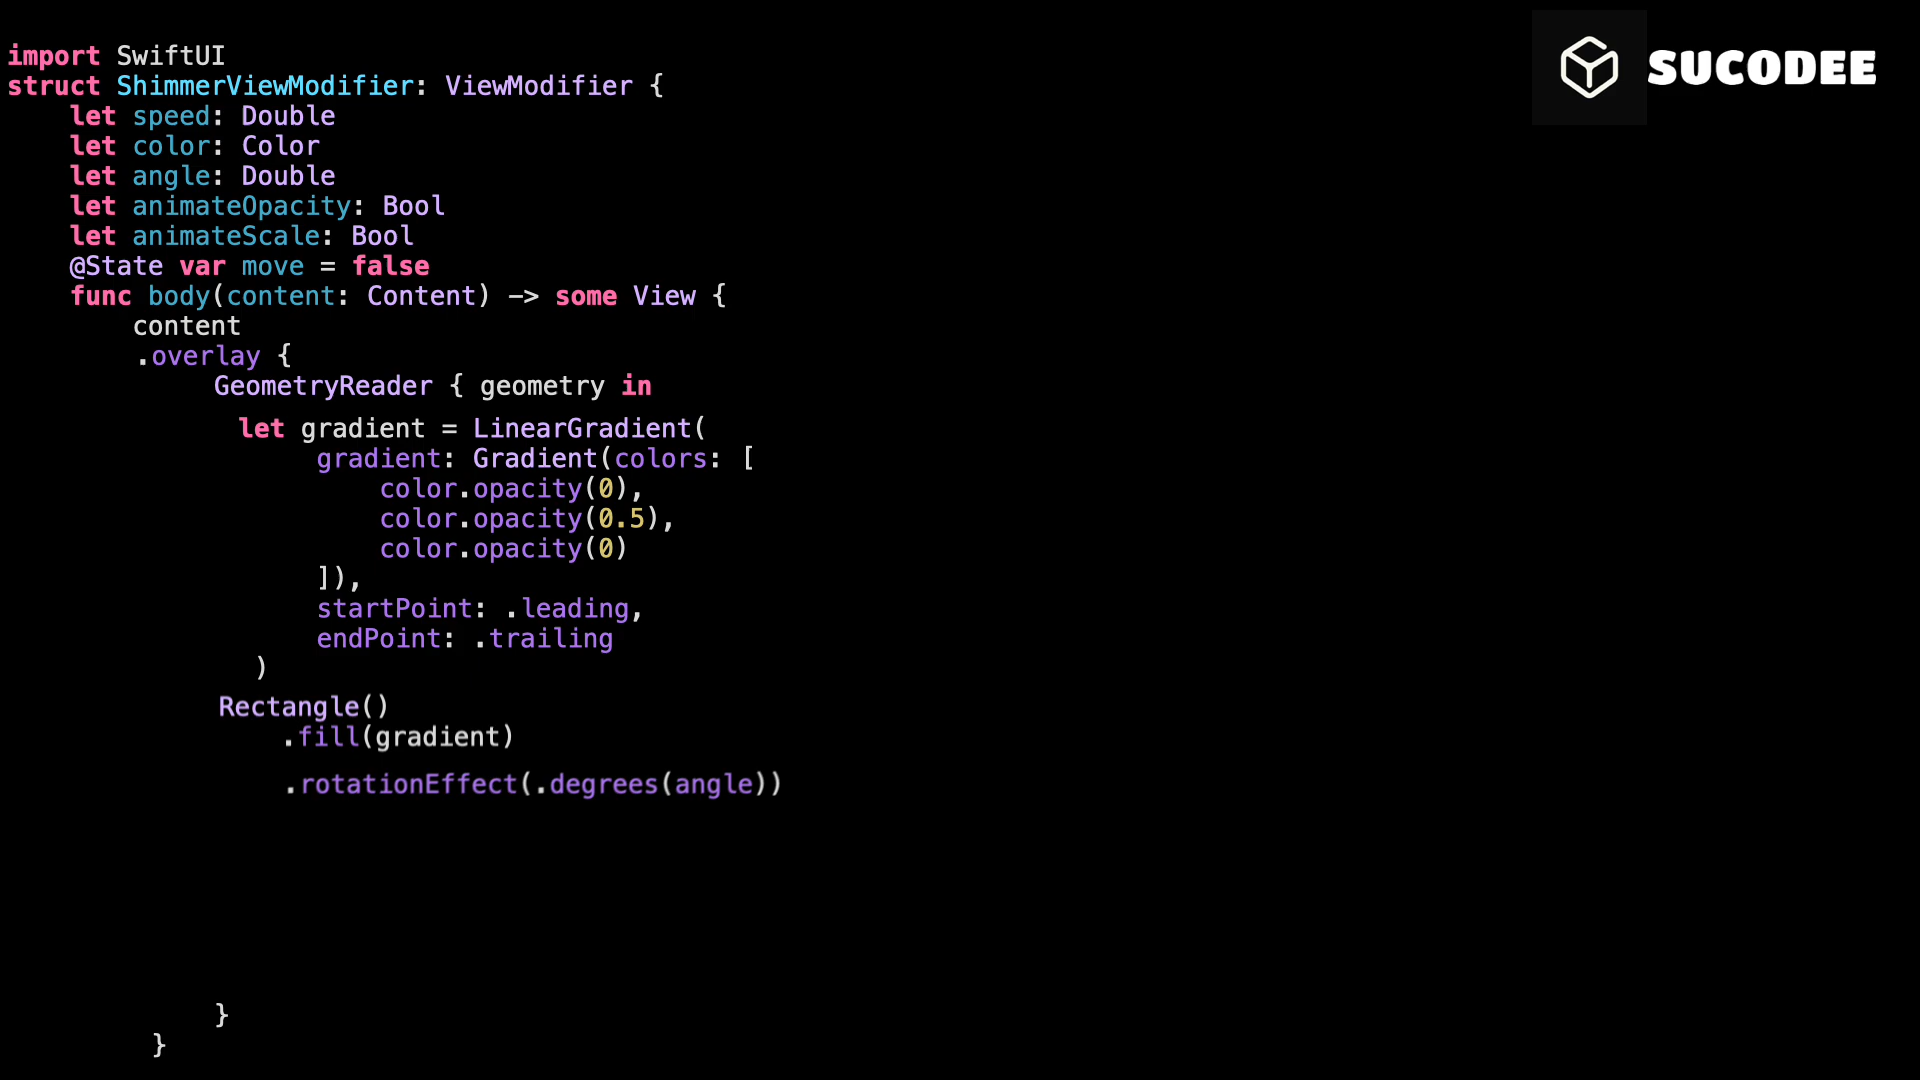 import SwiftUI
SUCODEE
struct ShimmerViewModifier: ViewModifier {
let speed: Double
let color: Color
let angle: Double
let animateOpacity: Bool
let animateScale: Bool
@State var move = false
func body(content: Content) -> some View {
content
.overlay {
GeometryReader { geometry in
let gradient = LinearGradient(
gradient: Gradient(colors: [
color.opacity(0),
color.opacity(0.5),
color.opacity(0)
]),
startPoint: .leading,
endPoint: .trailing
)
Rectangle()
.fill(gradient)
.rotationEffect(.degrees(angle))
}
}